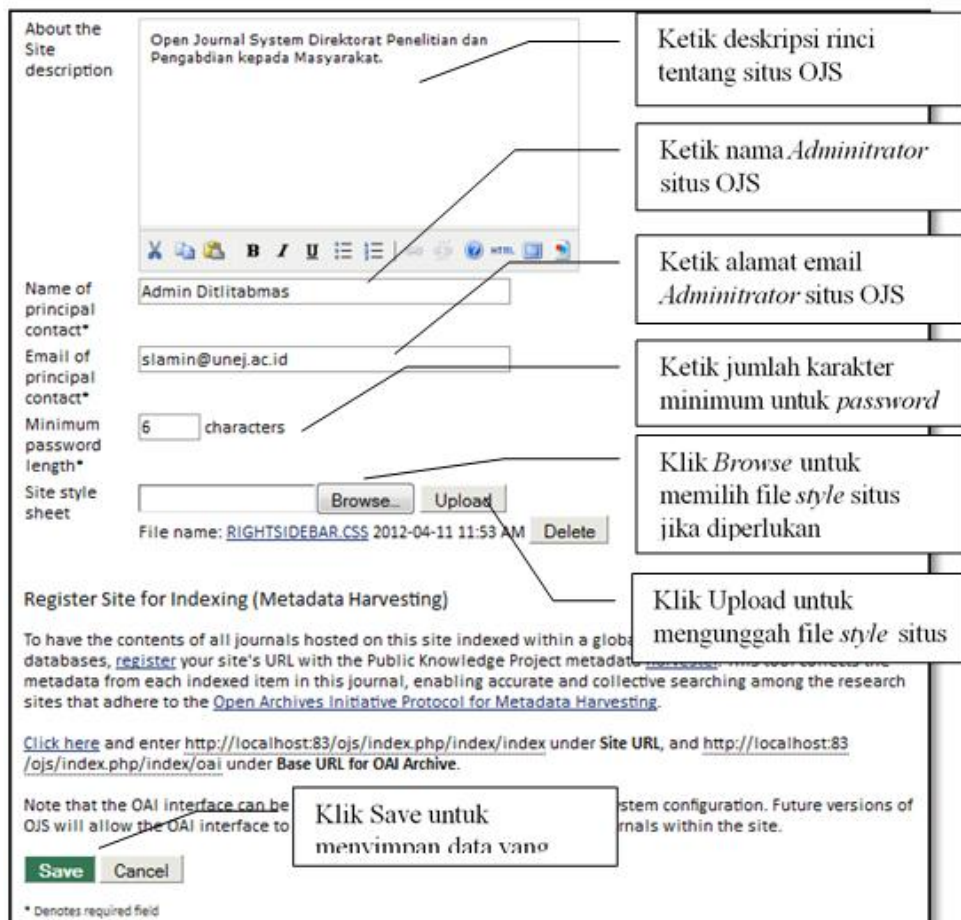 About the
Site
description
Open Journal System Direktorat Penelitian dan
Pengabdian kepada Masyarakat.
Ketik deskripsi rinci
tentang situs OJS
Ketik nama Adminitrator
situs OJS
HTML
Ketik alamat email
Adminitrator situs OJS
Name of
principal
contact*
Admin Ditlitabmas
Email of
principal
contact*
slamin@unej.ac.id
Ketik jumlah karakter
minimum untuk password
Minimum
password
length*
6 characters
Klik Browse untuk
memilih file style situs
jika diperlukan
Site style
sheet
Browse... Upload
File name: RIGHTSIDEBAR.CSS 2012-04-11 11:53 AM Delete
Klik Upload untuk
mengunggah file style situs
Register Site for Indexing (Metadata Harvesting)
To have the contents of all journals hosted on this site indexed within a
databases, register your site's URL with the Public Knowledge Project metadata
metadata from each indexed item in this journal, enabling accurate and collective searching among the research
sites that adhere to the Open Archives Initiative Protocol for Metadata Harvesting.
Click here and enter http://localhost:83/ojs/index.php/index/index under Site URL, and http://localhost:83
/ojs/index.php/index/oai under Base URL for OAI Archive.
Note that the OAI interface can be
stem configuration. Future versions of
OJS will allow the OAI interface to
rnals within the site.
Klik Save untuk
menyimpan data yang
Save Cancel
* Denotes required field